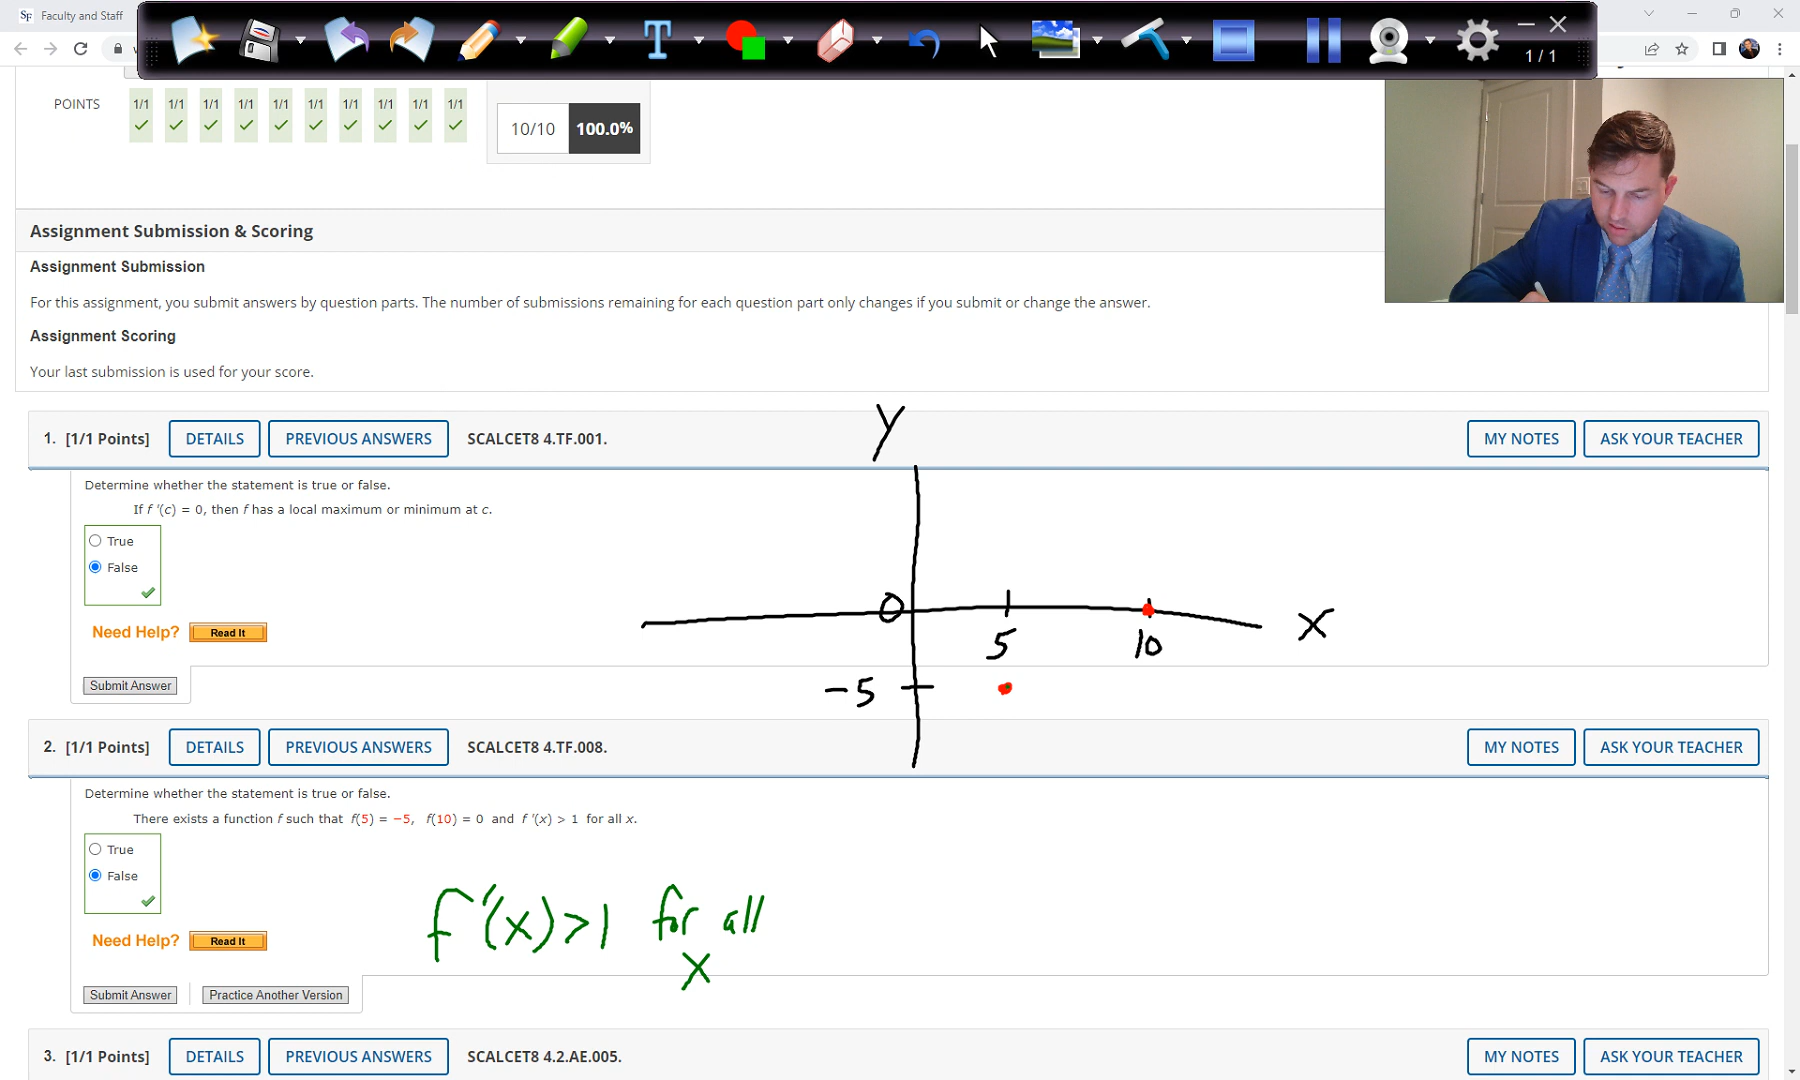 Faculty and Staff
1 / 1
POINTS
1/1 1/1 1/1 1/1 1/1 1/1 1/1 1/1 1/1 1/1
10/10 100.0%
Assignment Submission & Scoring
Assignment Submission
For this assignment, you submit answers by question parts. The number of submissions remaining for each question part only changes if you submit or change the answer.
Assignment Scoring
Your last submission is used for your score.
y
1. [1/1 Points] DETAILS PREVIOUS ANSWERS SCALCET8 4.TF.001. MY NOTES ASK YOUR TEACHER
Determine whether the statement is true or false.
If f ′(c) = 0, then f has a local maximum or minimum at c.
True
False
0
x
5
10
Need Help? Read It
Submit Answer
-5
2. [1/1 Points] DETAILS PREVIOUS ANSWERS SCALCET8 4.TF.008. MY NOTES ASK YOUR TEACHER
Determine whether the statement is true or false.
There exists a function f such that f(5) = −5, f(10) = 0 and f ′(x) > 1 for all x.
True
False
f′(x)>1 for all
x
Need Help? Read It
Submit Answer Practice Another Version
3. [1/1 Points] DETAILS PREVIOUS ANSWERS SCALCET8 4.2.AE.005. MY NOTES ASK YOUR TEACHER